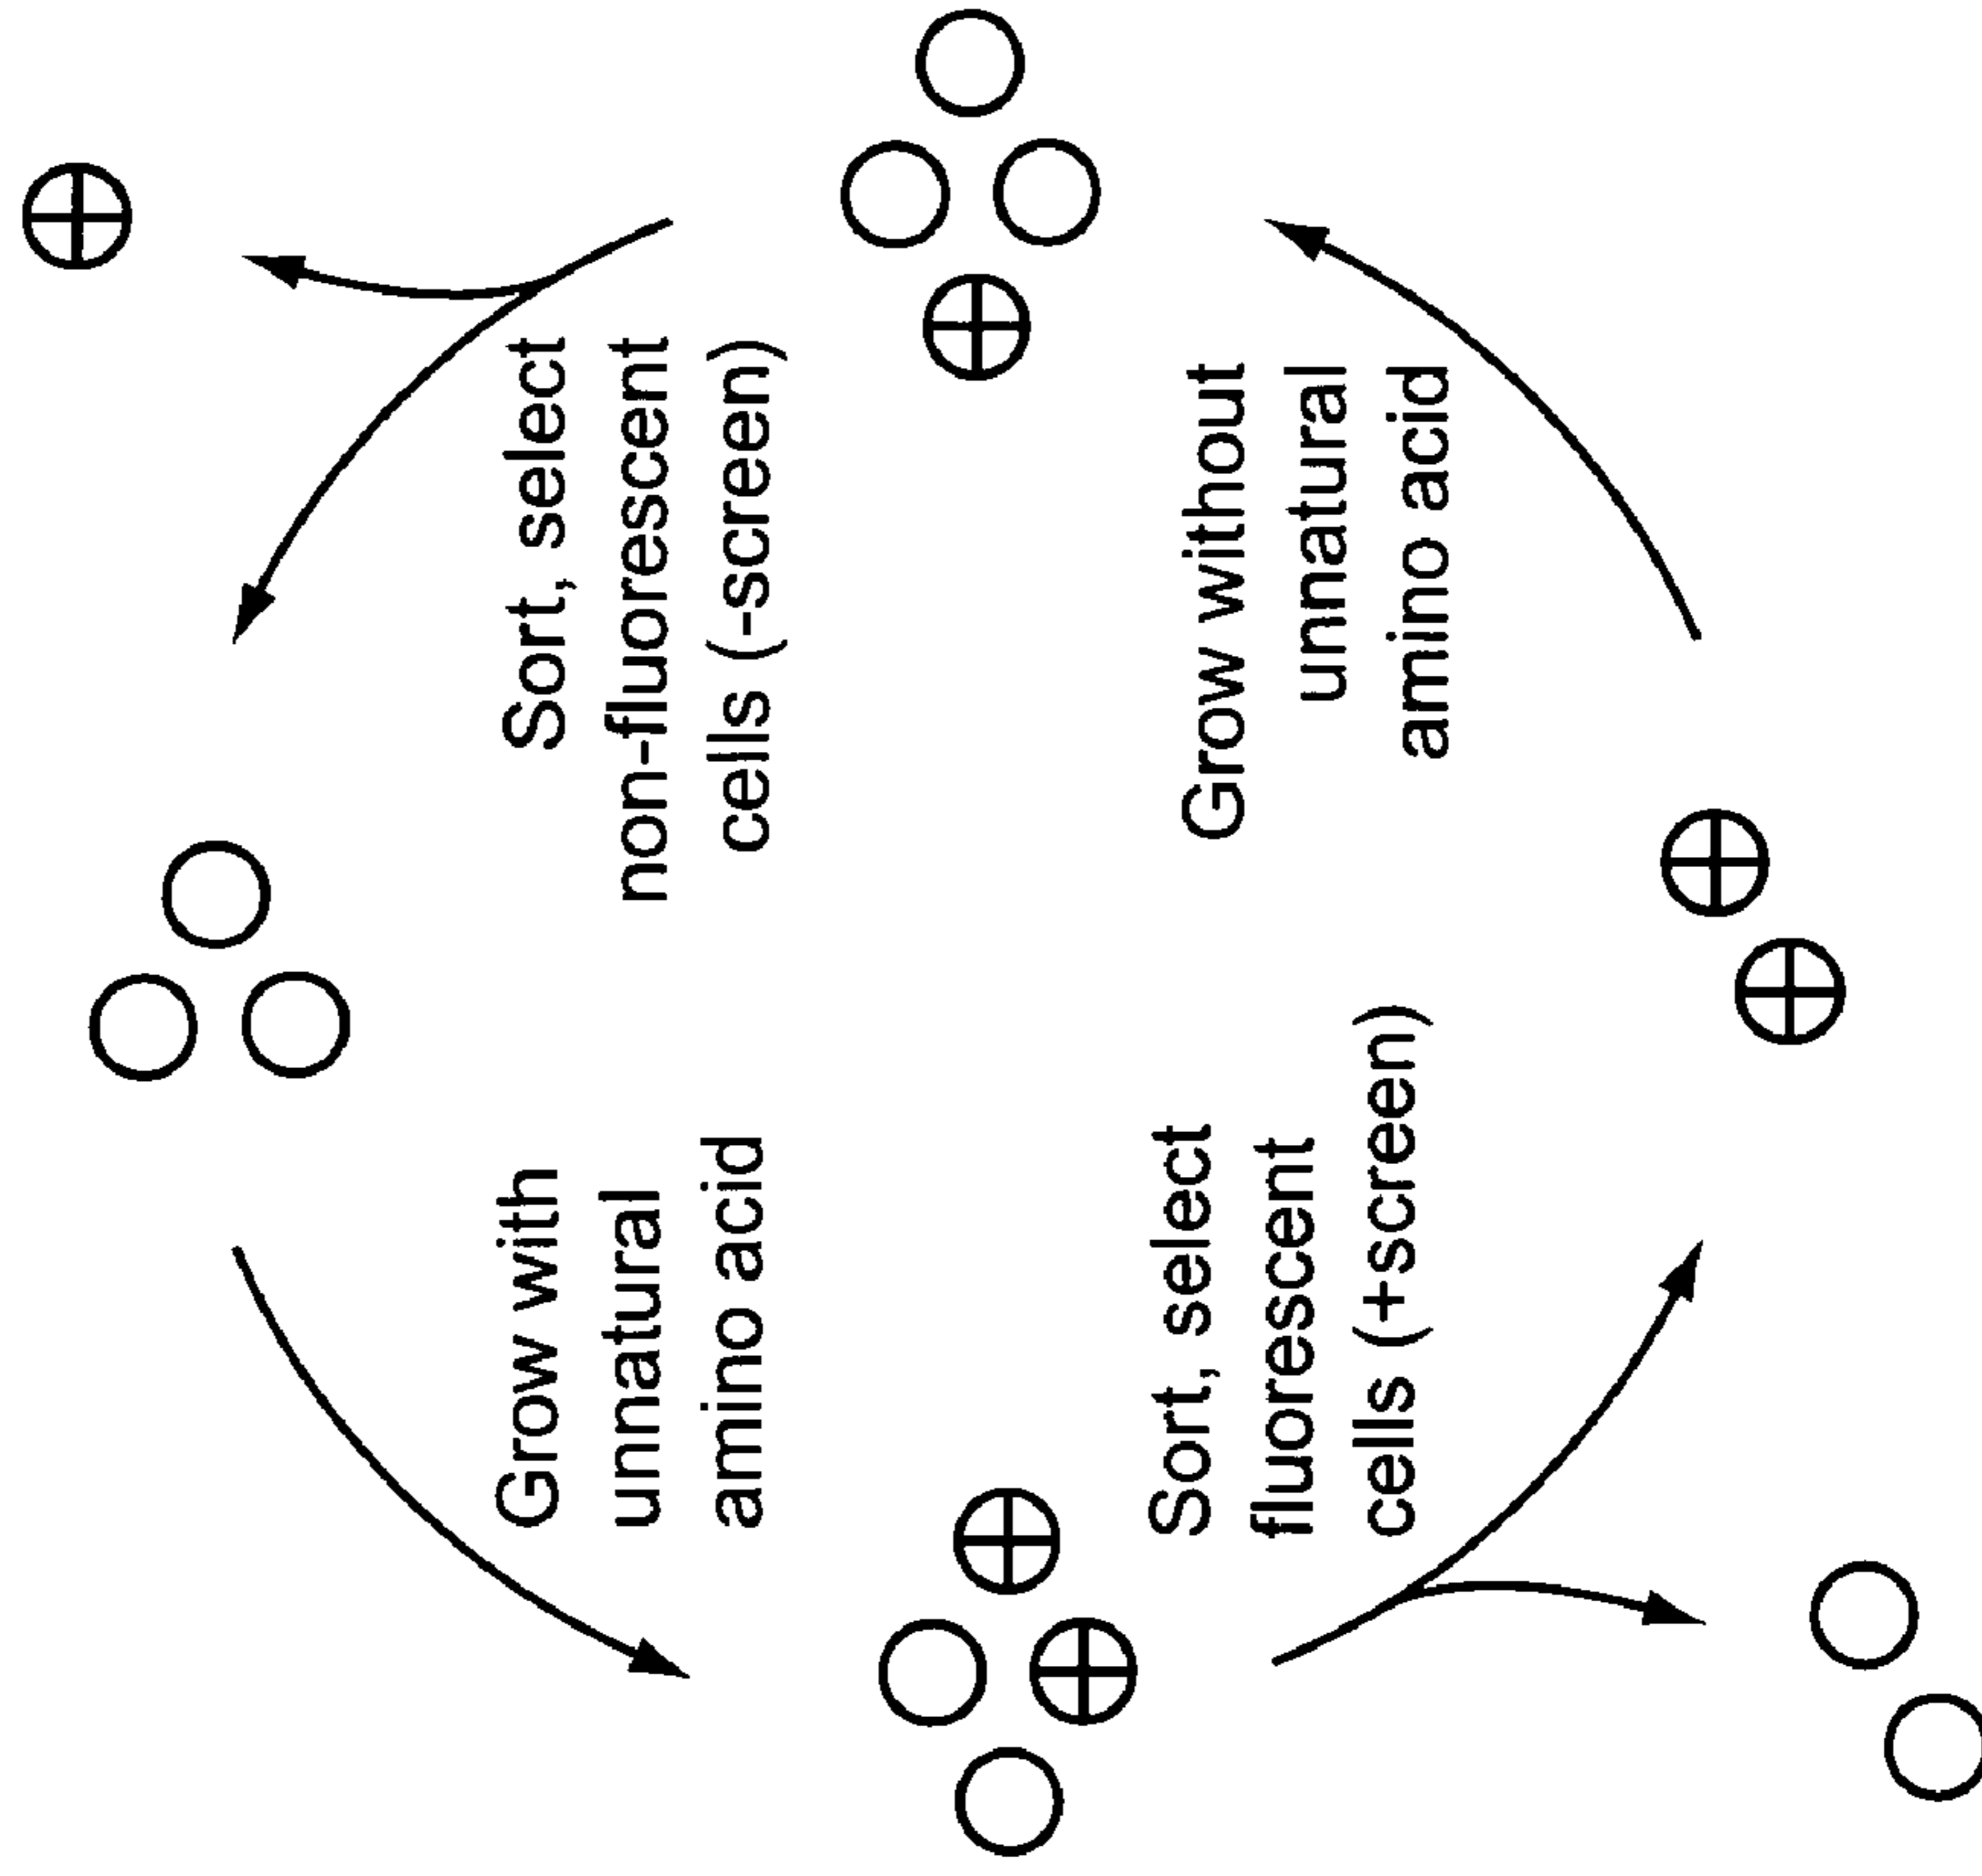 Grow with
unnatural
amino acid
Sort, select
fluorescent
cells (+screen)
Grow without
unnatural
amino acid
Sort, select
non-fluorescent
cells (-screen)